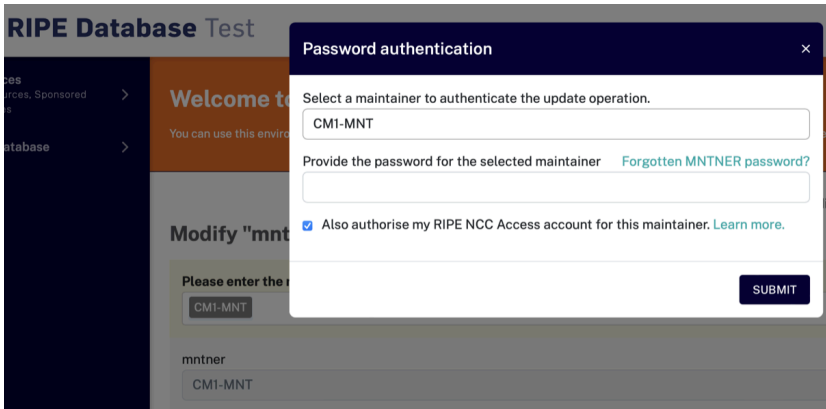 RIPE Database Test
Password authentication
×
Select a maintainer to authenticate the update operation.
CM1-MNT
Provide the password for the selected maintainer Forgotten MNTNER password?
Also authorise my RIPE NCC Access account for this maintainer. Learn more.
SUBMIT
Sponsored
Welcome
You can use this
Modify "mnt
Please enter the
CM1-MNT
mntner
CM1-MNT